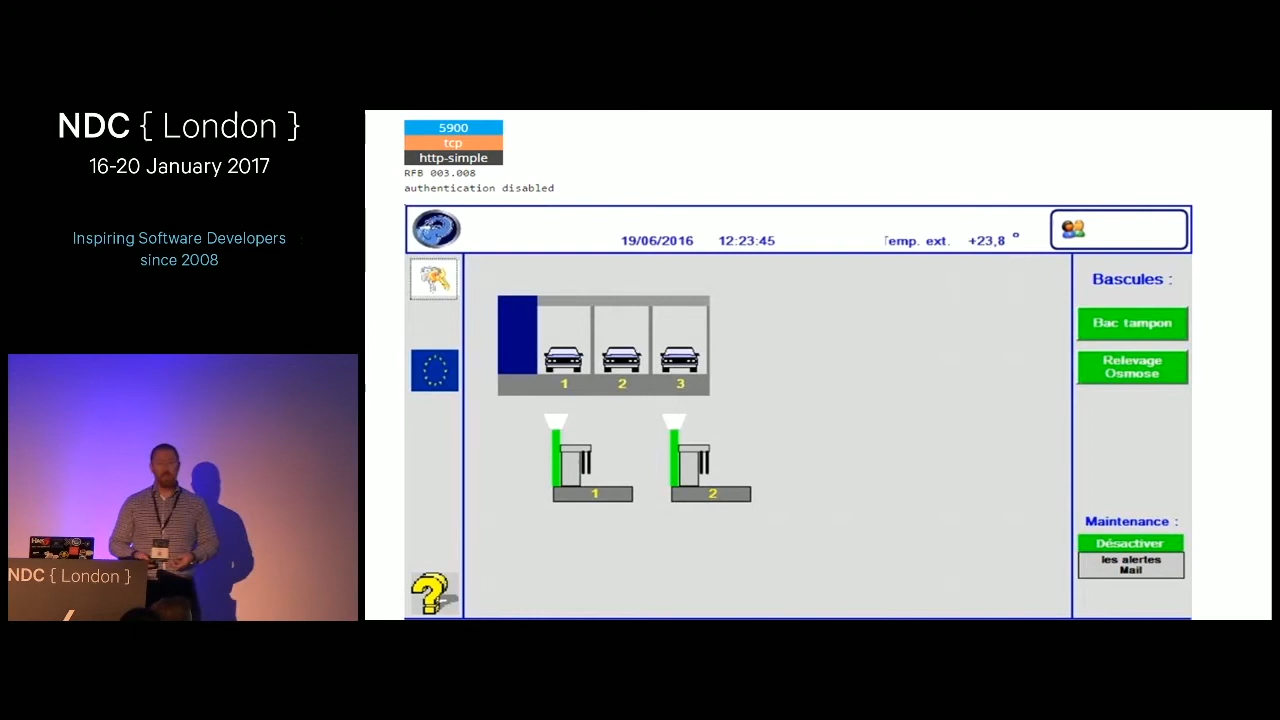 NDC { London }
16-20 January 2017
Inspiring Software Developers
since 2008
NDC { London }
5900
tcp
http-simple
RFB 003.008
authentication disabled
19/06/2016 12:23:45 Temp. ext. +23,8 °
Bascules :
Bac tampon
Relevage
Osmose
1 2 3
1 2
Maintenance :
Désactiver
les alertes
Mail
?